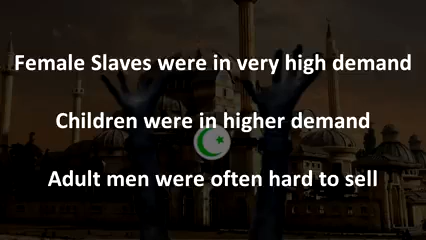 Female Slaves were in very high demand
Children were in higher demand
Adult men were often hard to sell